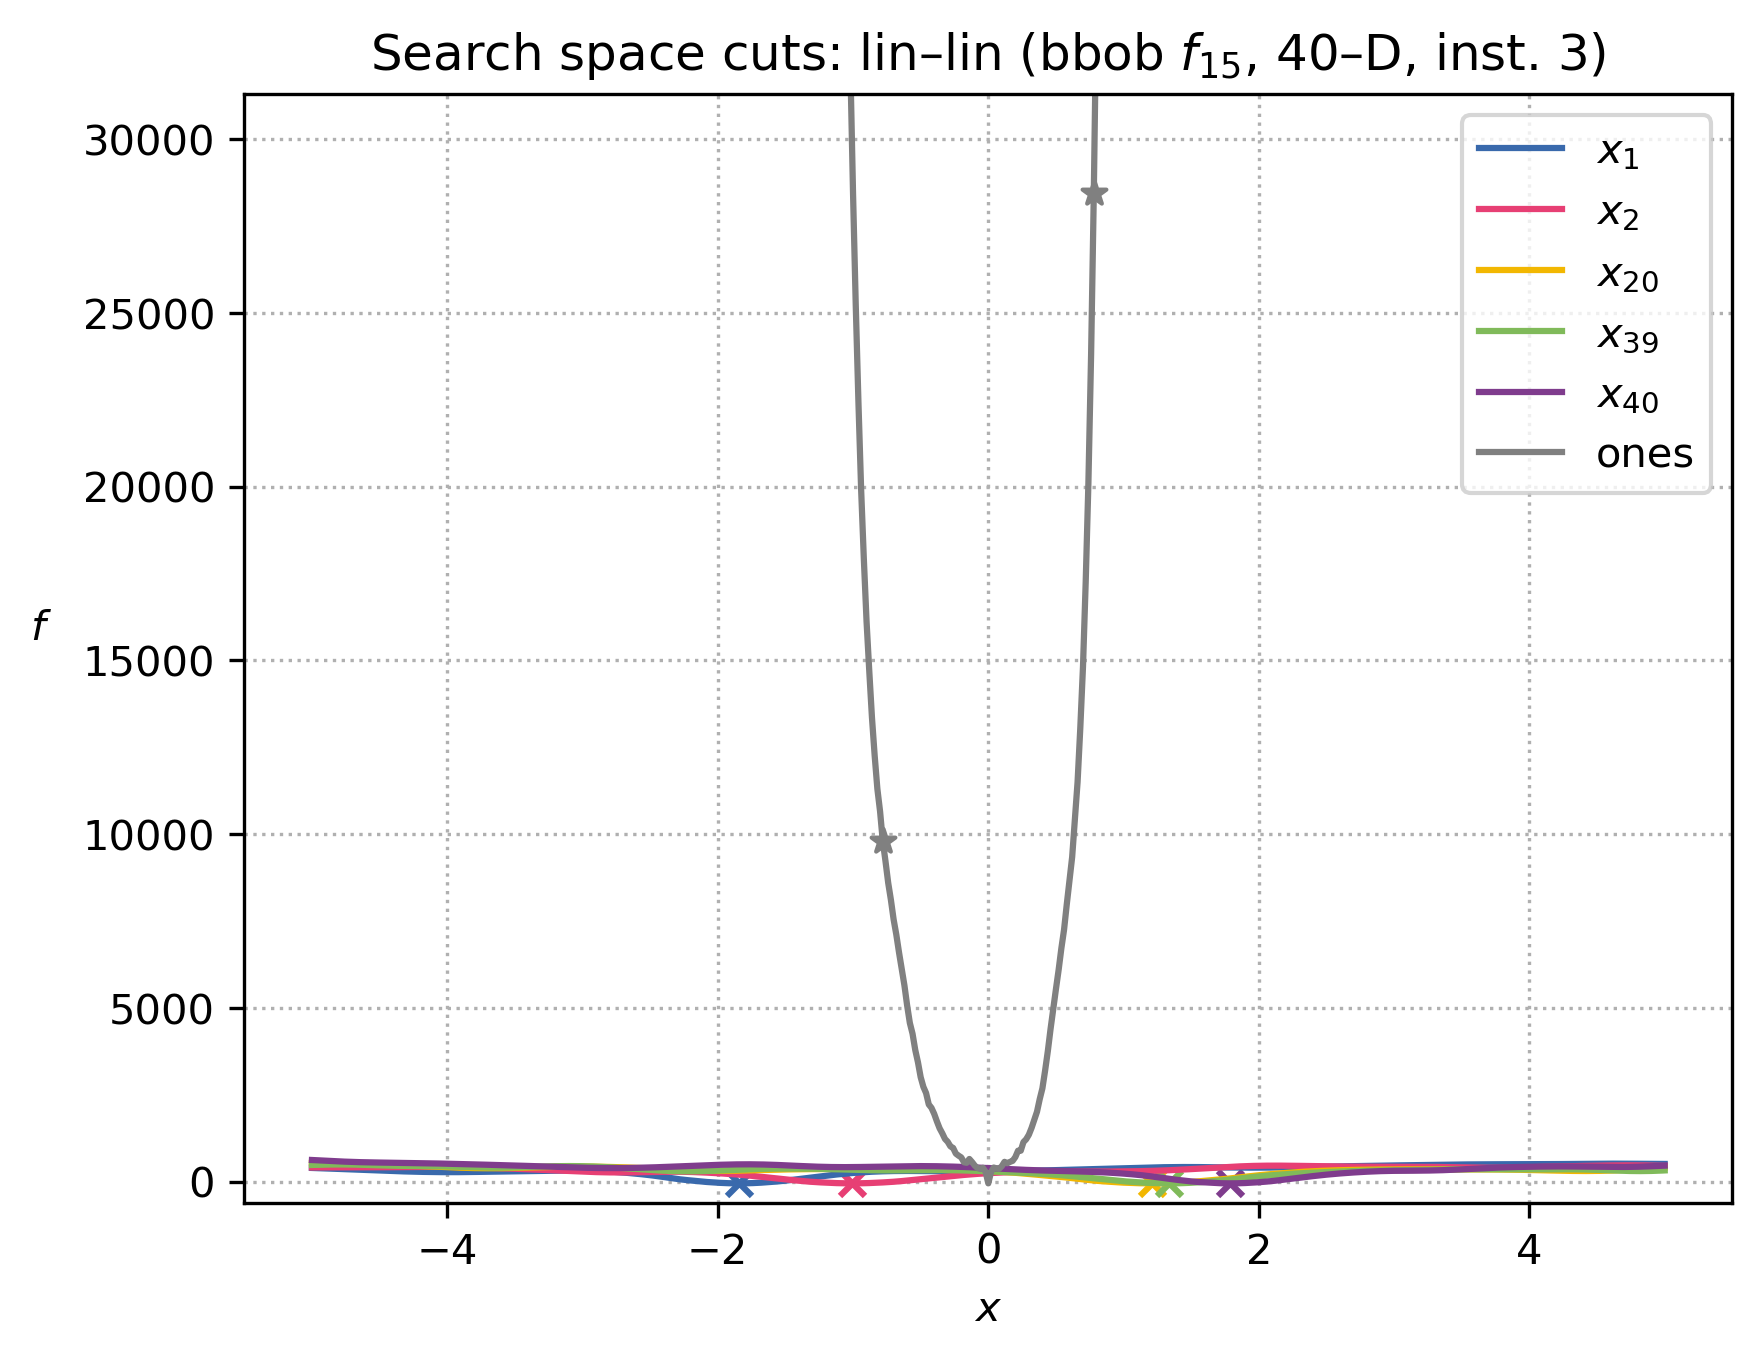 Search space cuts: lin–lin (bbob f15, 40–D, inst. 3)
30000
25000
20000
15000
10000
5000
0
f
−4
−2
0
2
4
x
x1
x2
x20
x39
x40
ones